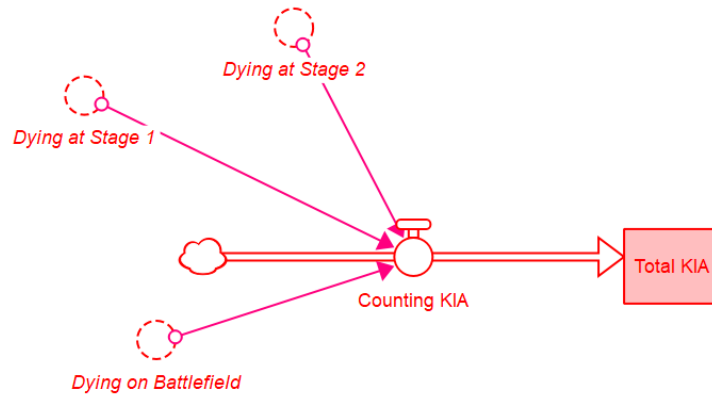 Dying at Stage 2
Dying at Stage 1
Total KIA
Counting KIA
Dying on Battlefield